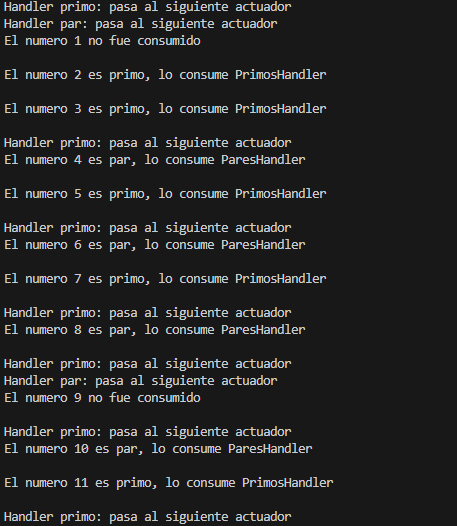 Handler primo: pasa al siguiente actuador
Handler par: pasa al siguiente actuador
El numero 1 no fue consumido
El numero 2 es primo, lo consume PrimosHandler
El numero 3 es primo, lo consume PrimosHandler
Handler primo: pasa al siguiente actuador
El numero 4 es par, lo consume ParesHandler
El numero 5 es primo, lo consume PrimosHandler
Handler primo: pasa al siguiente actuador
El numero 6 es par, lo consume ParesHandler
El numero 7 es primo, lo consume PrimosHandler
Handler primo: pasa al siguiente actuador
El numero 8 es par, lo consume ParesHandler
Handler primo: pasa al siguiente actuador
Handler par: pasa al siguiente actuador
El numero 9 no fue consumido
Handler primo: pasa al siguiente actuador
El numero 10 es par, lo consume ParesHandler
El numero 11 es primo, lo consume PrimosHandler
Handler primo: pasa al siguiente actuador